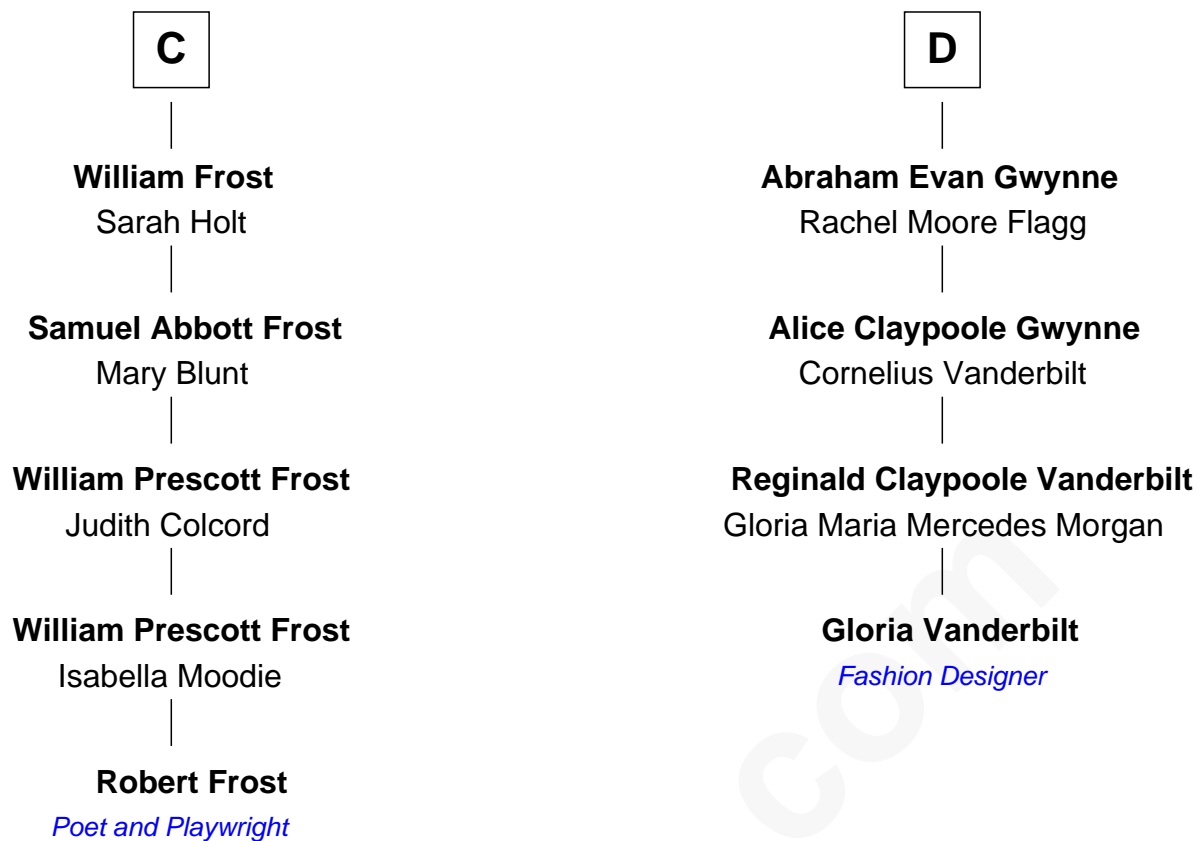 C
William Frost
Sarah Holt
Samuel Abbott Frost
Mary Blunt
William Prescott Frost
Judith Colcord
William Prescott Frost
Isabella Moodie
Robert Frost
Poet and Playwright
D
Abraham Evan Gwynne
Rachel Moore Flagg
Alice Claypoole Gwynne
Cornelius Vanderbilt
Reginald Claypoole Vanderbilt
Gloria Maria Mercedes Morgan
Gloria Vanderbilt
Fashion Designer
com